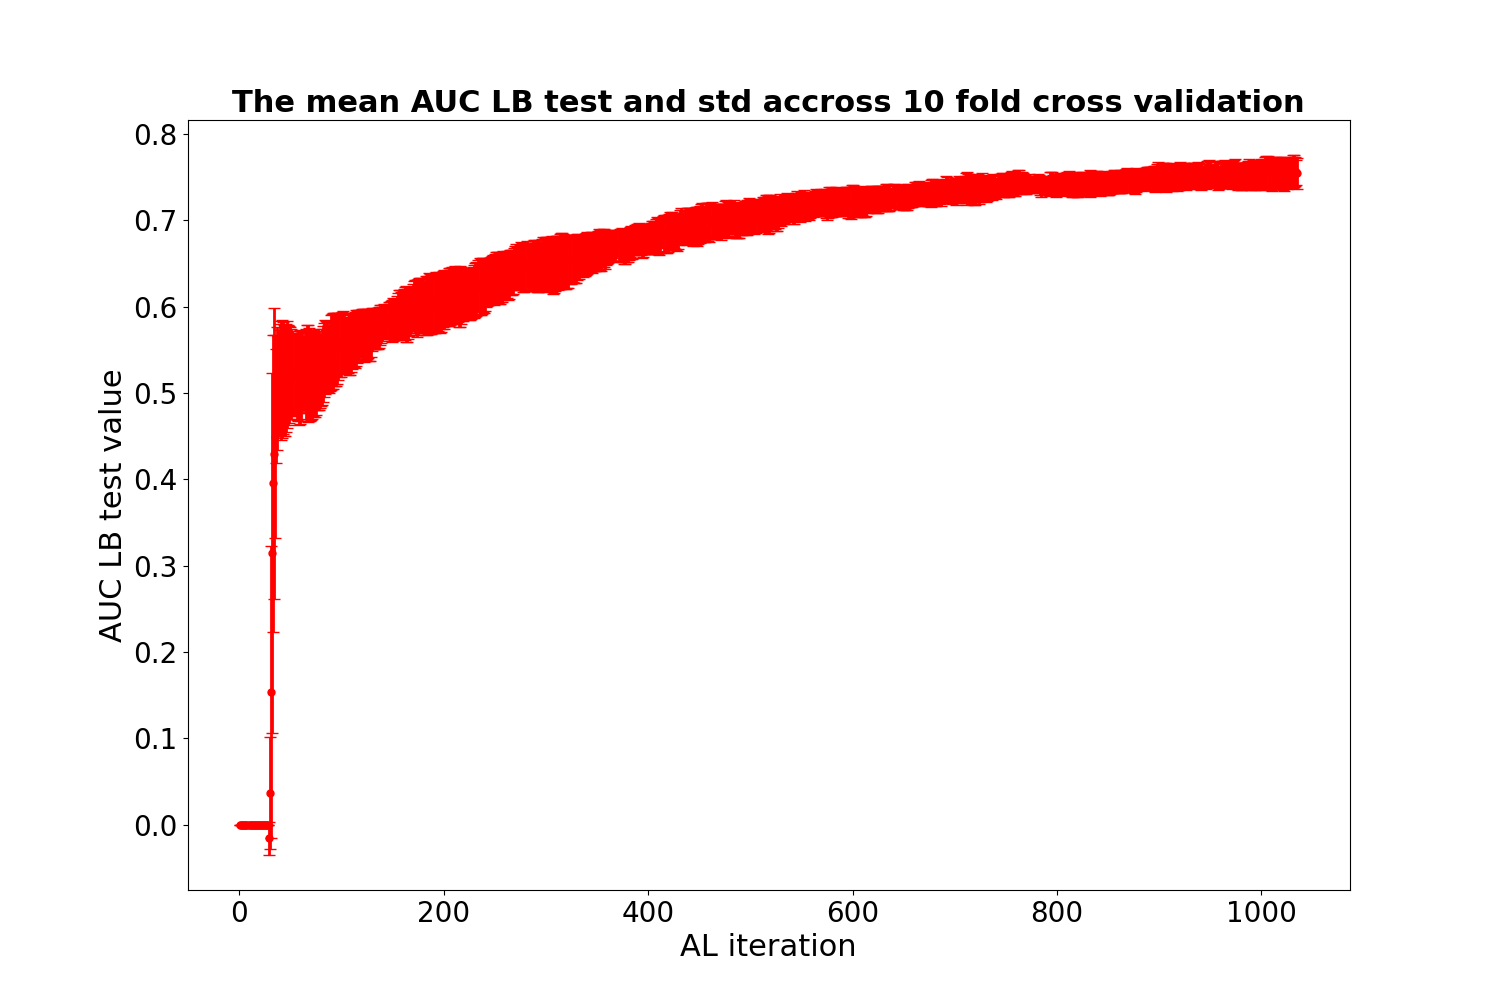 The mean AUC LB test and std accross 10 fold cross validation
0.8
0.7
0.6
0.5
0.4
0.3
0.2
0.1
0.0
AUC LB test value
0 200 400 600 800 1000
AL iteration